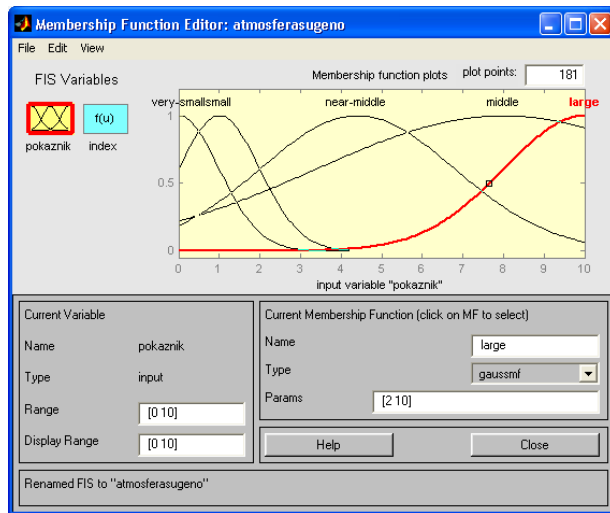 Membership Function Editor: atmosferasugeno
File Edit View
FIS Variables
f(u)
pokaznik index
Membership function plots plot points: 181
very-small small near-middle middle large
1
0.5
0
0 1 2 3 4 5 6 7 8 9 10
input variable "pokaznik"
Current Variable
Name pokaznik
Type input
Range [0 10]
Display Range [0 10]
Current Membership Function (click on MF to select)
Name large
Type gaussmf
Params [2 10]
Help Close
Renamed FIS to "atmosferasugeno"